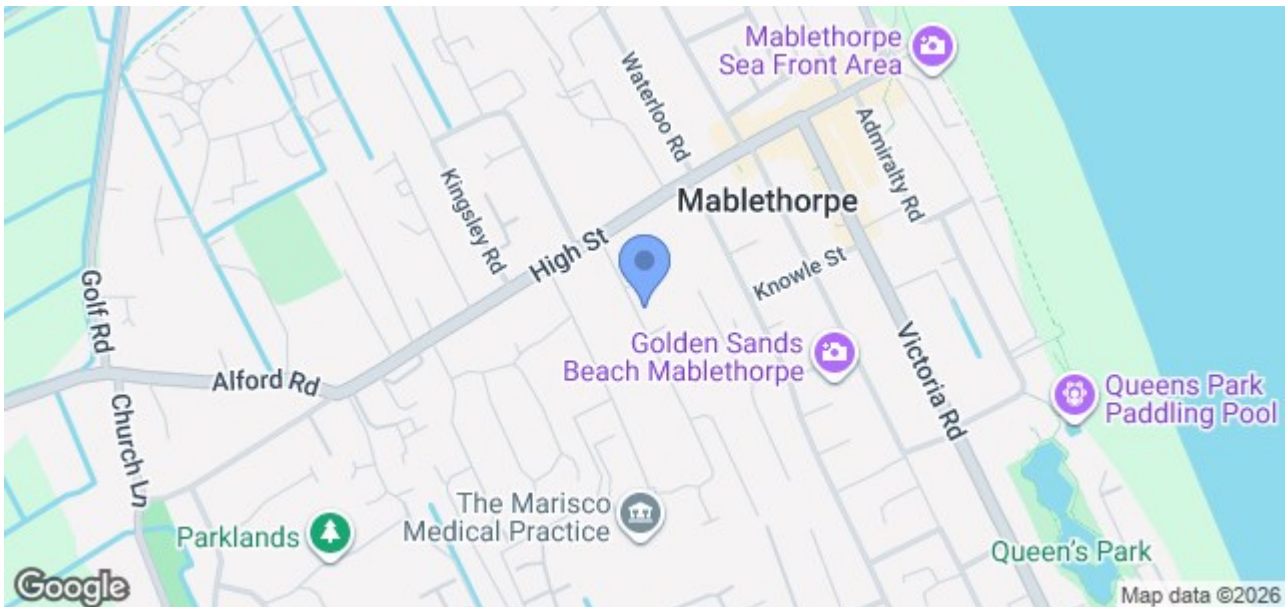 Mablethorpe
Sea Front Area
Waterloo Rd
Admiralty Rd
Kingsley Rd
Mablethorpe
High St
Knowle St
Golf Rd
Golden Sands
Beach Mablethorpe
Victoria Rd
Alford Rd
Queens Park
Paddling Pool
Church Ln
The Marisco
Medical Practice
Parklands
Queen's Park
Google
Map data ©2026